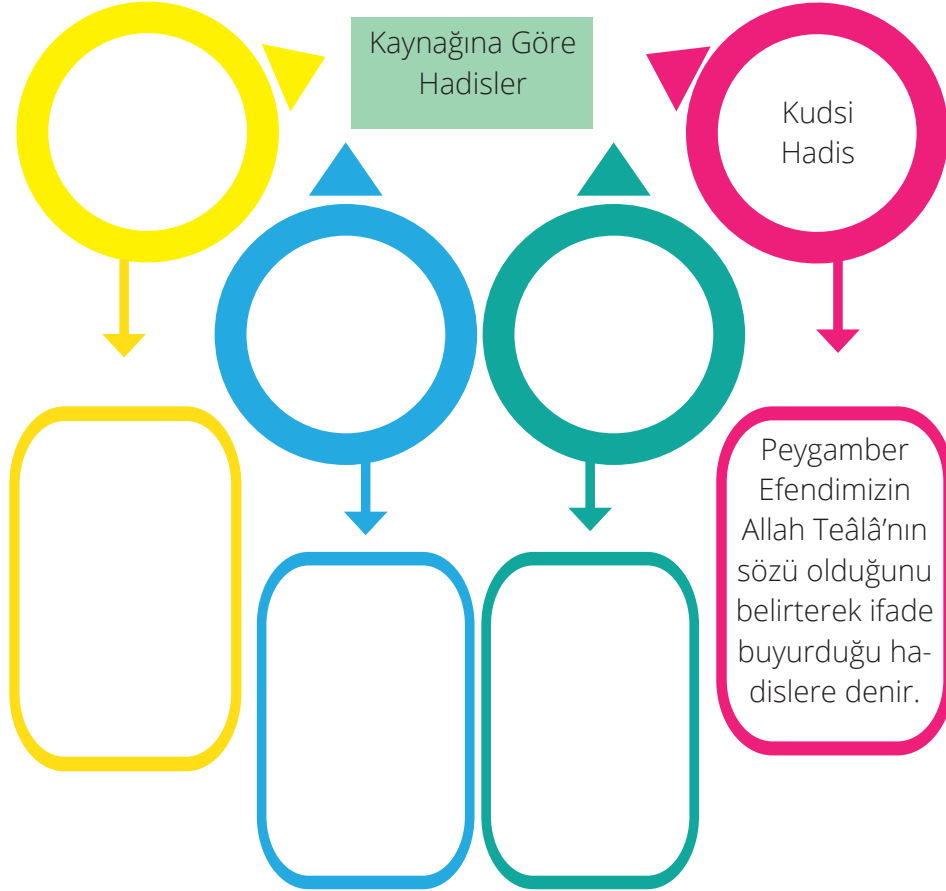 Kaynağına Göre
Hadisler
Kudsi
Hadis
Peygamber
Efendimizin
Allah Teâlâ’nın
sözü olduğunu
belirterek ifade
buyurduğu ha-
dislere denir.